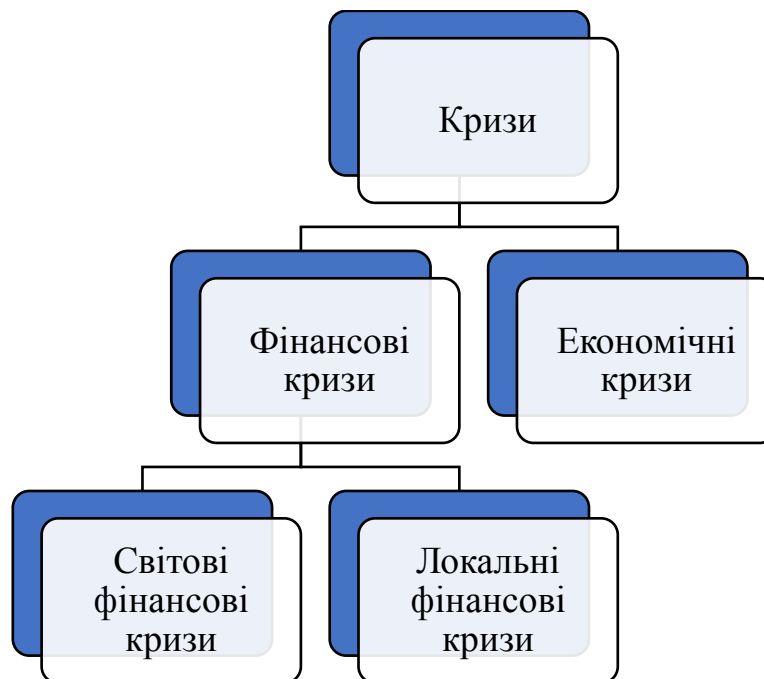 Кризи
Фінансові
кризи
Економічні
кризи
Світові
фінансові
кризи
Локальні
фінансові
кризи